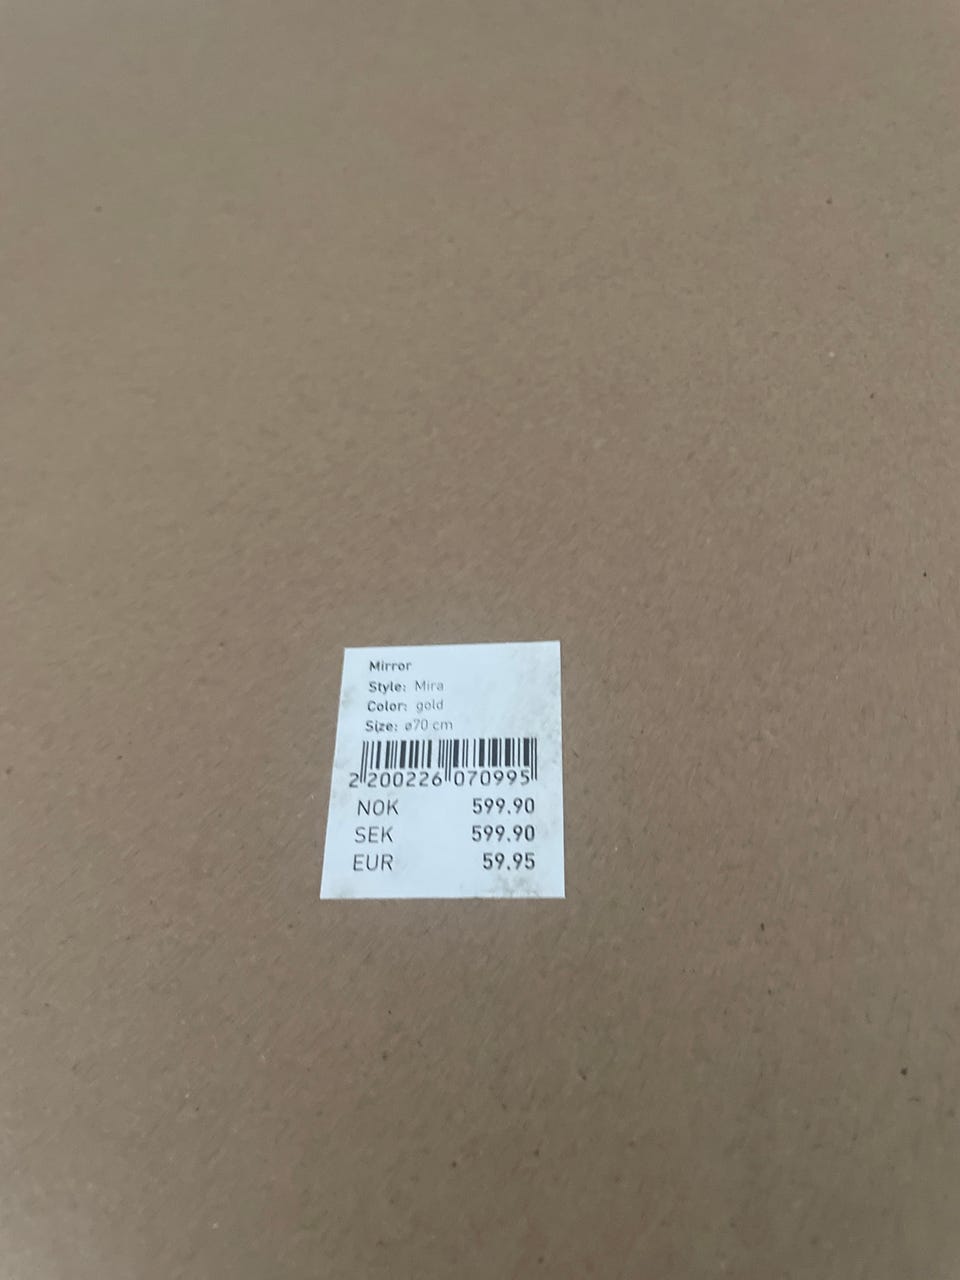 Mirror
Style: Mira
Color: gold
Size: ø70 cm
2 200226 070995
NOK 599.90
SEK 599.90
EUR 59.95